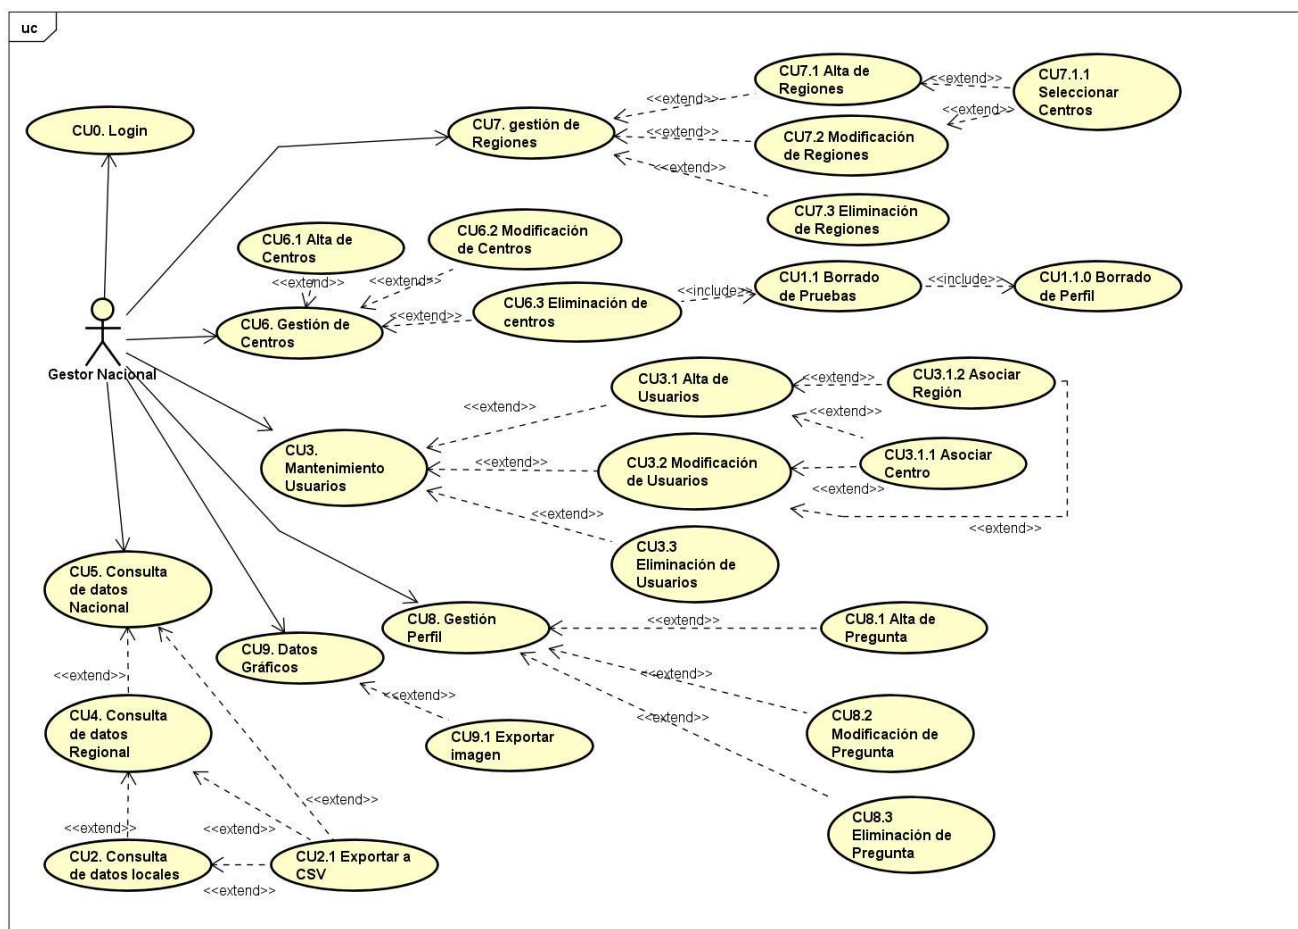 uc
CU0. Login
CU7. gestión de
Regiones
<<extend>>
<<extend>>
<<extend>>
CU7.1 Alta de
Regiones
<<extend>>
CU7.1.1
Seleccionar
Centros
<<extend>>
CU7.2 Modificación
de Regiones
CU7.3 Eliminación
de Regiones
CU6.1 Alta de
Centros
CU6.2 Modificación
de Centros
<<extend>>
<<extend>>
<<extend>>
CU6. Gestión de
Centros
CU6.3 Eliminación de
centros
<<include>>
CU1.1 Borrado
de Pruebas
<<include>>
CU1.1.0 Borrado
de Perfil
Gestor Nacional
CU3.
Mantenimiento
Usuarios
<<extend>>
<<extend>>
<<extend>>
CU3.1 Alta de
Usuarios
<<extend>>
CU3.1.2 Asociar
Región
<<extend>>
CU3.2 Modificación
de Usuarios
CU3.1.1 Asociar
Centro
<<extend>>
<<extend>>
CU3.3
Eliminación de
Usuarios
CU5. Consulta
de datos
Nacional
CU8. Gestión
Perfil
<<extend>>
CU8.1 Alta de
Pregunta
CU9. Datos
Gráficos
<<extend>>
<<extend>>
<<extend>>
<<extend>>
CU4. Consulta
de datos
Regional
CU9.1 Exportar
imagen
CU8.2
Modificación de
Pregunta
<<extend>>
<<extend>>
<<extend>>
CU8.3
Eliminación de
Pregunta
CU2. Consulta
de datos locales
<<extend>>
CU2.1 Exportar a
CSV